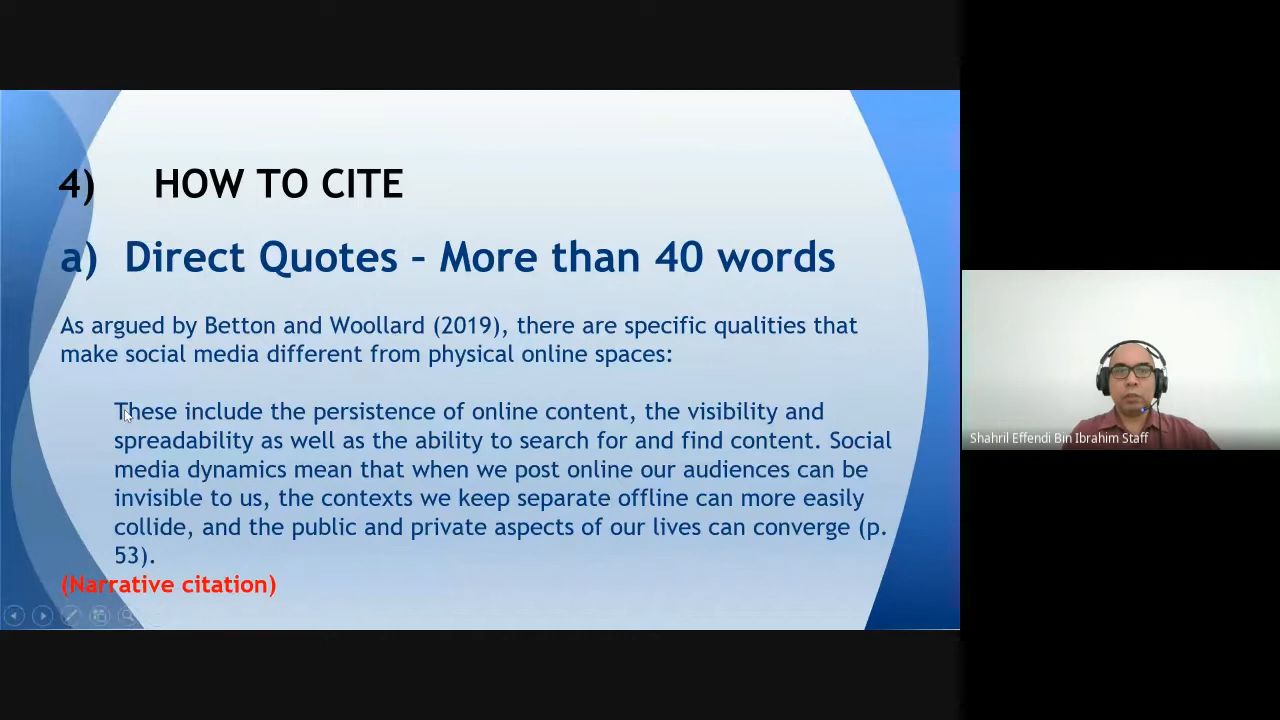 4) HOW TO CITE
a) Direct Quotes – More than 40 words
As argued by Betton and Woollard (2019), there are specific qualities that
make social media different from physical online spaces:
These include the persistence of online content, the visibility and
spreadability as well as the ability to search for and find content. Social
media dynamics mean that when we post online our audiences can be
invisible to us, the contexts we keep separate offline can more easily
collide, and the public and private aspects of our lives can converge (p.
53).
(Narrative citation)
Shahril Effendi Bin Ibrahim Staff